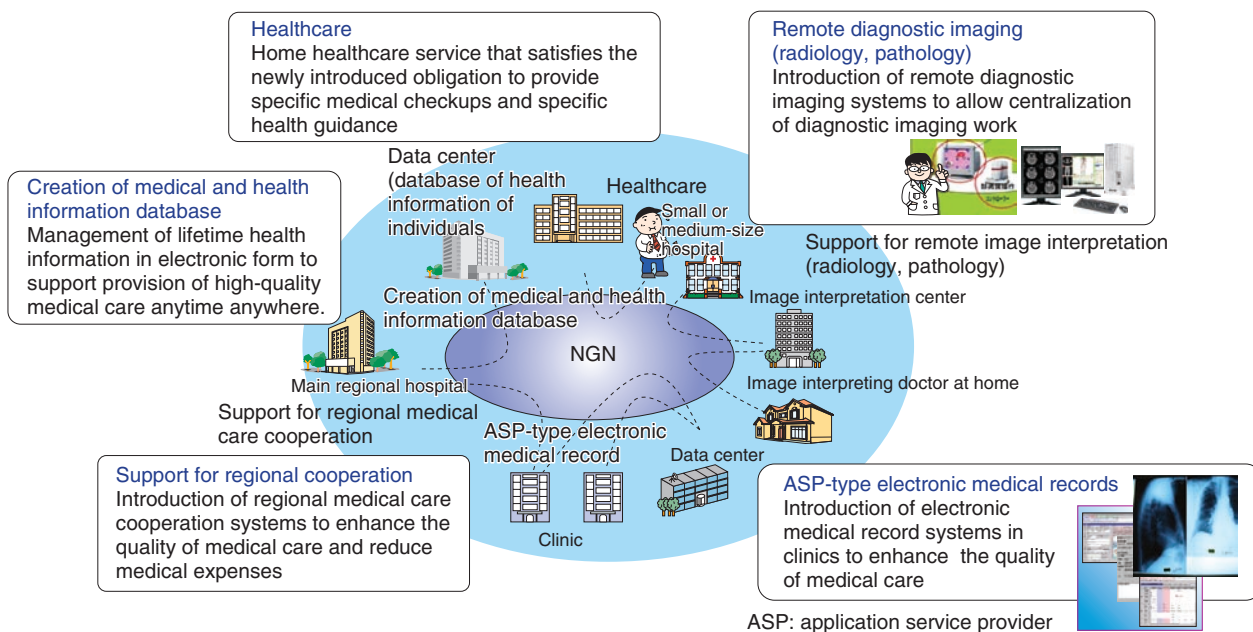 Healthcare
Home healthcare service that satisfies the
newly introduced obligation to provide
specific medical checkups and specific
health guidance
Remote diagnostic imaging
(radiology, pathology)
Introduction of remote diagnostic
imaging systems to allow centralization
of diagnostic imaging work
Creation of medical and health
information database
Management of lifetime health
information in electronic form to
support provision of high-quality
medical care anytime anywhere.
Data center
(database of health
information of
individuals
Healthcare
Small or
medium-size
hospital
Support for remote image interpretation
(radiology, pathology)
Creation of medical and health
information database
Image interpretation center
NGN
Main regional hospital
Image interpreting doctor at home
Support for regional medical
care cooperation
ASP-type electronic
medical record
Data center
Clinic
Support for regional cooperation
Introduction of regional medical care
cooperation systems to enhance the
quality of medical care and reduce
medical expenses
ASP-type electronic medical records
Introduction of electronic
medical record systems in
clinics to enhance  the quality
of medical care
ASP: application service provider